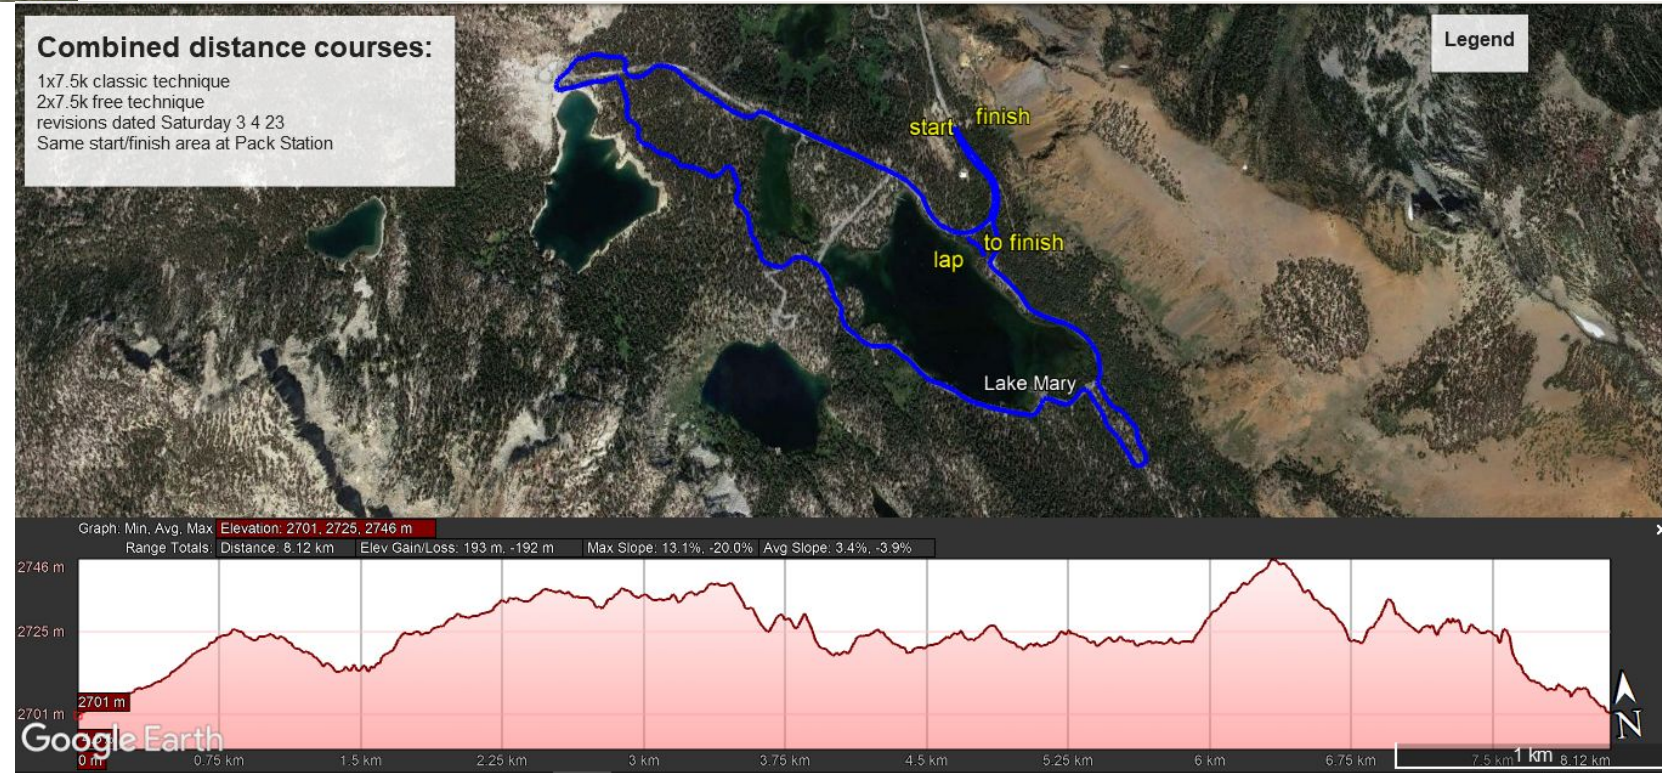 Combined distance courses:
1x7.5k classic technique
2x7.5k free technique
revisions dated Saturday 3 4 23
Same start/finish area at Pack Station
Legend
finish
start
to finish
lap
Lake Mary
Graph: Min, Avg, Max Elevation: 2701, 2725, 2746 m
Range Totals: Distance: 8.12 km Elev Gain/Loss: 193 m, -192 m Max Slope: 13.1%, -20.0% Avg Slope: 3.4%, -3.9%
2746 m
2725 m
2701 m
2701 m
Google Earth
N
0 m 0.75 km 1.5 km 2.25 km 3 km 3.75 km 4.5 km 5.25 km 6 km 6.75 km 7.5 km 1 km 8.12 km